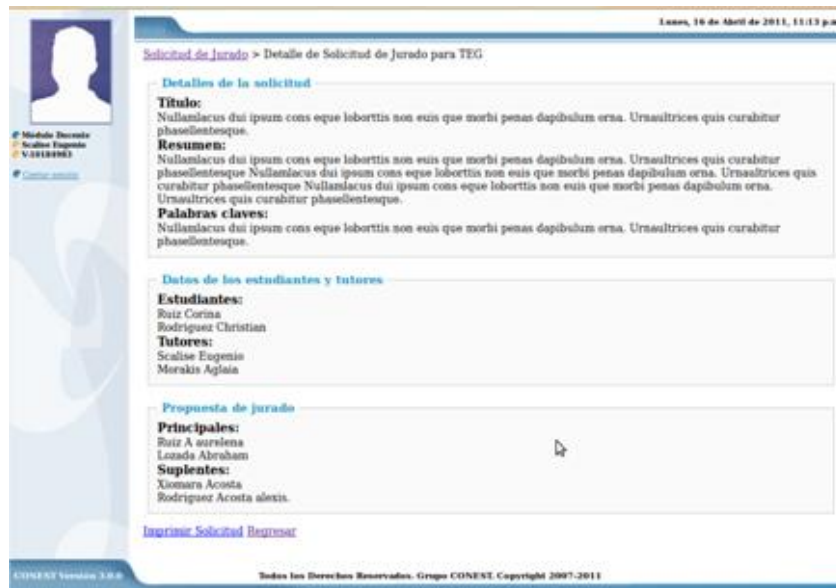 Lunes, 16 de Abril de 2011, 11:13 p.m
Solicitud de Jurado > Detalle de Solicitud de Jurado para TEG
Detalles de la solicitud
Título:
Nullamlacus dui ipsum cons eque loborttis non euis que morbi penas dapibulum orna. Urnaultrices quis curabitur
phasellentesque.
Resumen:
Nullamlacus dui ipsum cons eque loborttis non euis que morbi penas dapibulum orna. Urnaultrices quis curabitur
phasellentesque Nullamlacus dui ipsum cons eque loborttis non euis que morbi penas dapibulum orna. Urnaultrices quis
curabitur phasellentesque Nullamlacus dui ipsum cons eque loborttis non euis que morbi penas dapibulum orna.
Urnaultrices quis curabitur phasellentesque.
Palabras claves:
Nullamlacus dui ipsum cons eque loborttis non euis que morbi penas dapibulum orna. Urnaultrices quis curabitur
phasellentesque.
Módulo Docente
Scalise Eugenio
Cerrar sesión
Datos de los estudiantes y tutores
Estudiantes:
Ruiz Corina
Rodriguez Christian
Tutores:
Scalise Eugenio
Morakis Aglaia
Propuesta de jurado
Principales:
Ruiz A aurelena
Lozada Abraham
Suplentes:
Xiomara Acosta
Rodriguez Acosta alexis.
Imprimir Solicitud Regresar
CONEST Versión 3.0.0
Todos los Derechos Reservados. Grupo CONEST. Copyright 2007-2011